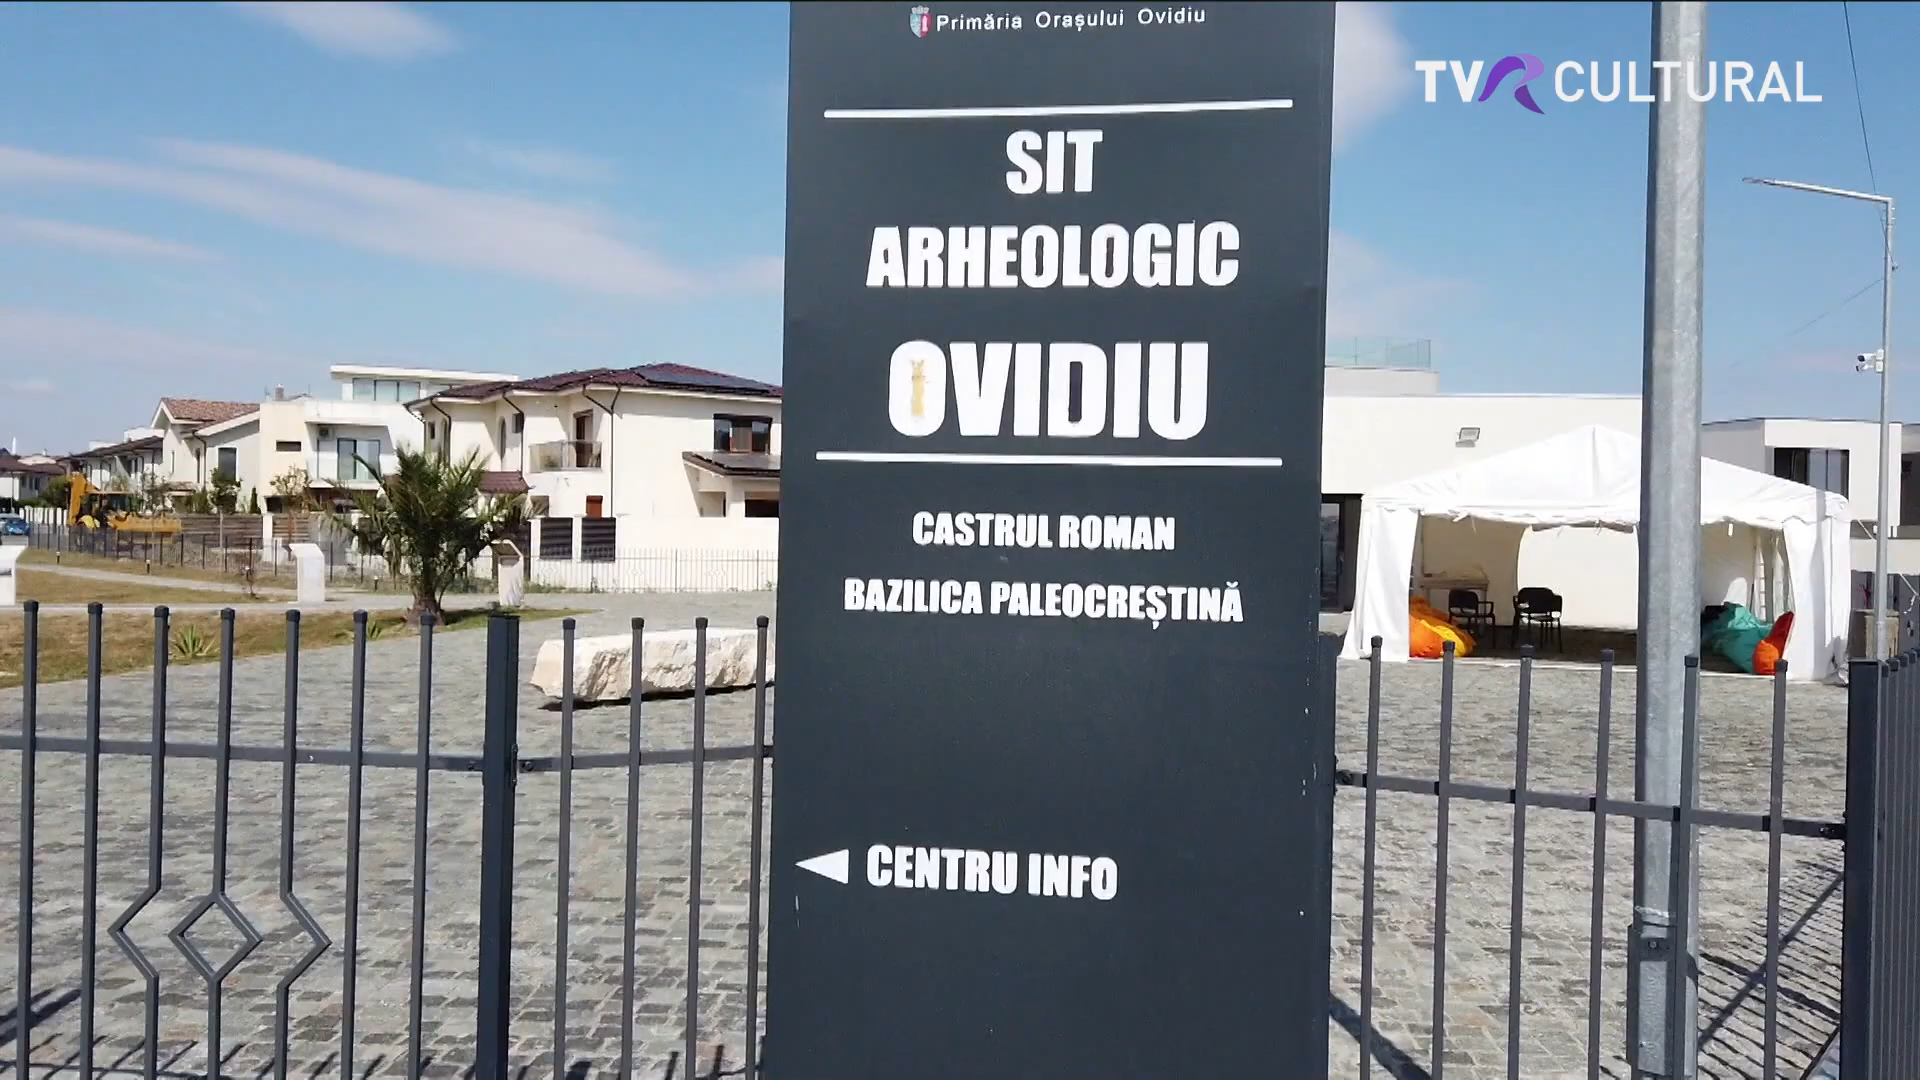 Primăria Orașului Ovidiu
TVR CULTURAL
SIT
ARHEOLOGIC
OVIDIU
CASTRUL ROMAN
BAZILICA PALEOCREȘTINĂ
CENTRU INFO